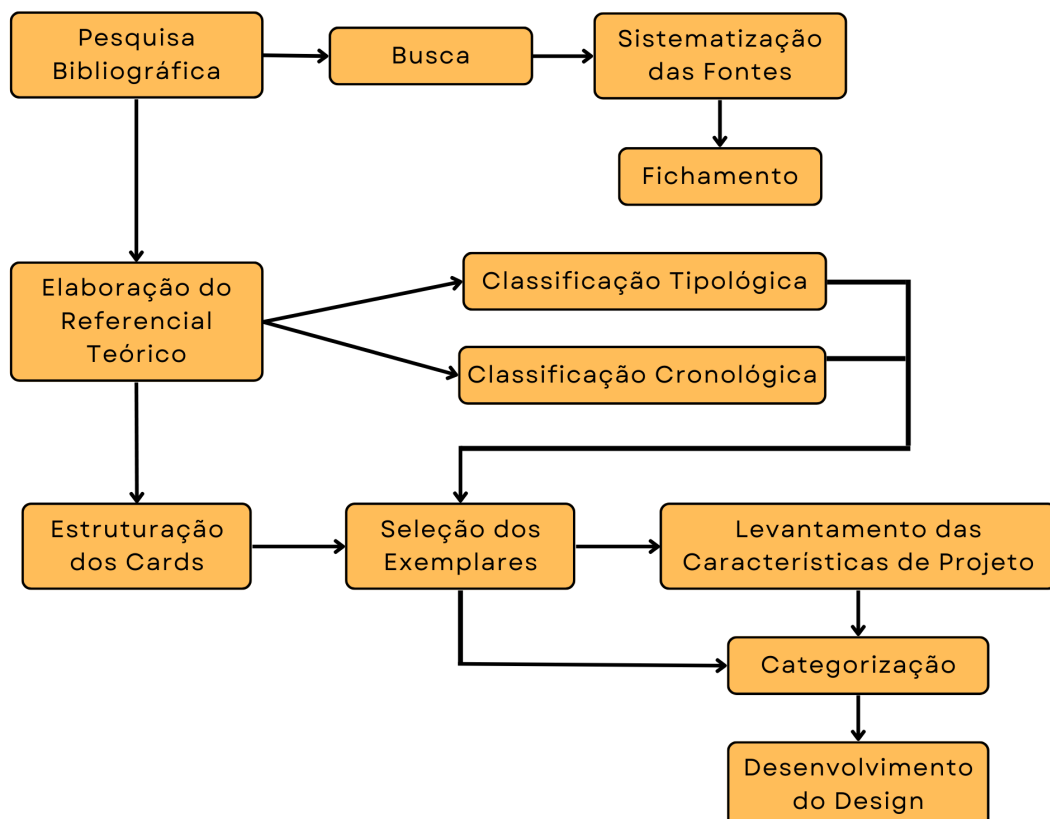 Pesquisa
Bibliográfica
Busca
Sistematização
das Fontes
Fichamento
Elaboração do
Referencial
Teórico
Classificação Tipológica
Classificação Cronológica
Estruturação
dos Cards
Seleção dos
Exemplares
Levantamento das
Características de Projeto
Categorização
Desenvolvimento
do Design